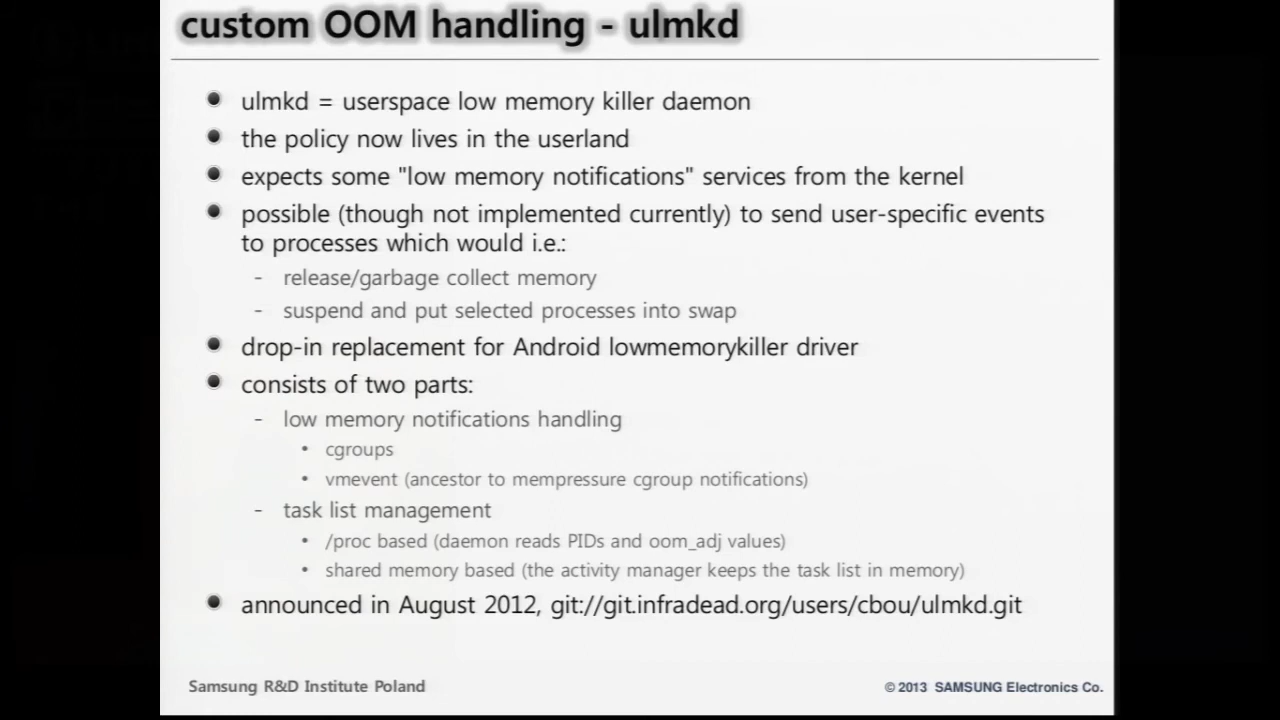 custom OOM handling - ulmkd
ulmkd = userspace low memory killer daemon
the policy now lives in the userland
expects some "low memory notifications" services from the kernel
possible (though not implemented currently) to send user-specific events
to processes which would i.e.:
- release/garbage collect memory
- suspend and put selected processes into swap
drop-in replacement for Android lowmemorykiller driver
consists of two parts:
- low memory notifications handling
• cgroups
• vmevent (ancestor to mempressure cgroup notifications)
- task list management
• /proc based (daemon reads PIDs and oom_adj values)
• shared memory based (the activity manager keeps the task list in memory)
announced in August 2012, git://git.infradead.org/users/cbou/ulmkd.git
Samsung R&D Institute Poland
© 2013 SAMSUNG Electronics Co.